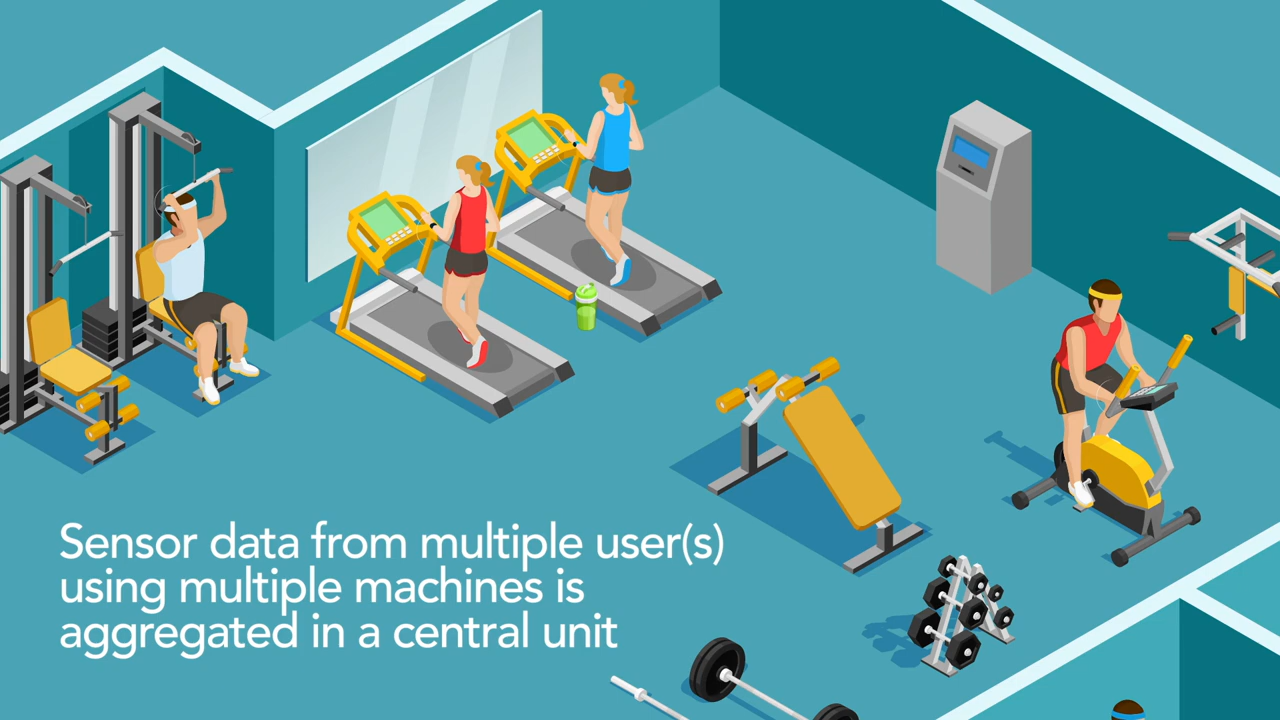 Sensor data from multiple user(s)
using multiple machines is
aggregated in a central unit